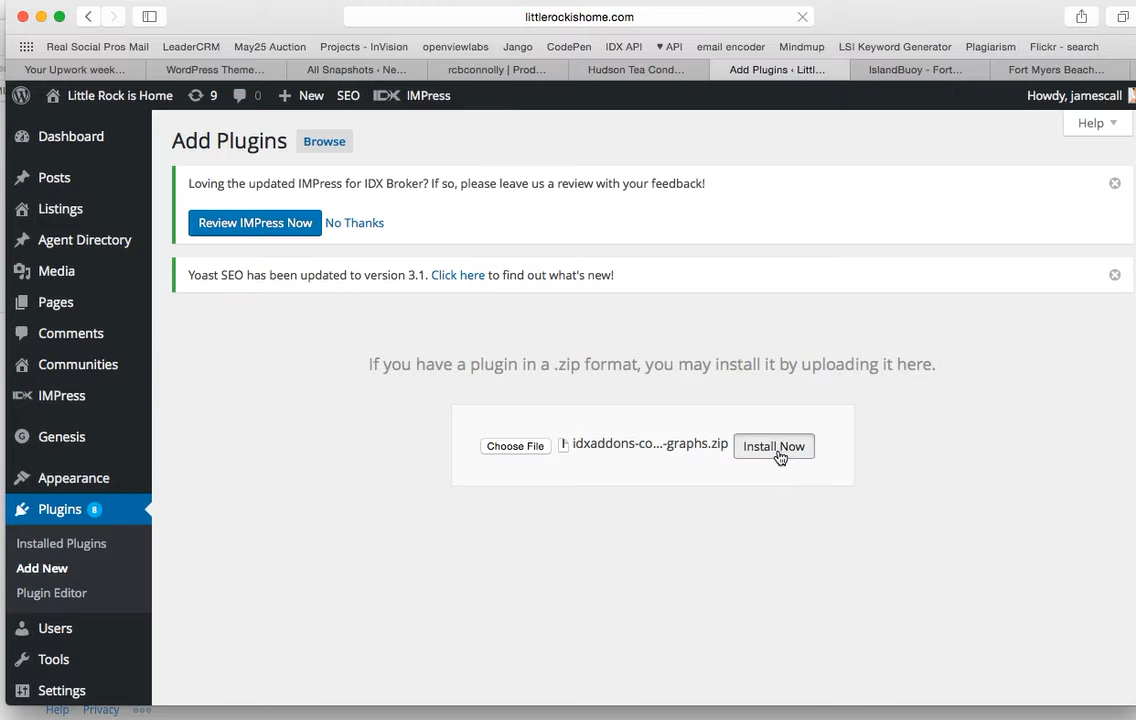 littlerockishome.com
Real Social Pros Mail LeaderCRM May25 Auction Projects - InVision openviewlabs Jango CodePen IDX API ♥ API email encoder Mindmup LSI Keyword Generator Plagiarism Flickr - search
Your Upwork week... WordPress Theme... All Snapshots ‹ Ne... rcbconnolly | Prod... Hudson Tea Cond... Add Plugins ‹ Littl... IslandBuoy - Fort... Fort Myers Beach...
Little Rock is Home 9 0 + New SEO IDX IMPress Howdy, jamescall
Help
Dashboard
Posts
Listings
Agent Directory
Media
Pages
Comments
Communities
IDX IMPress
Genesis
Appearance
Plugins 8
Installed Plugins
Add New
Plugin Editor
Users
Tools
Settings
Add Plugins Browse
Loving the updated IMPress for IDX Broker? If so, please leave us a review with your feedback!
Review IMPress Now No Thanks
Yoast SEO has been updated to version 3.1. Click here to find out what's new!
If you have a plugin in a .zip format, you may install it by uploading it here.
Choose File idxaddons-co...-graphs.zip Install Now
Help Privacy